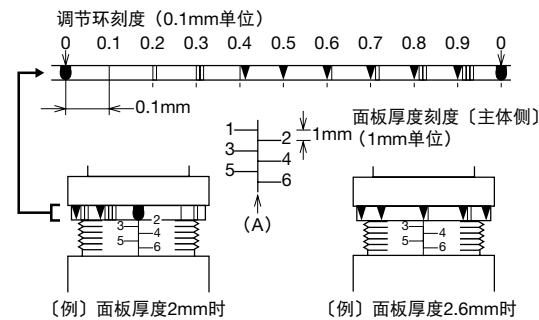 调节环刻度（0.1mm单位）
0 0.1 0.2 0.3 0.4 0.5 0.6 0.7 0.8 0.9 0
0.1mm
面板厚度刻度〔主体侧〕
（1mm单位）
1mm
1
2
3
4
5
6
（A）
2
3
4
5
6
3
4
5
6
〔例〕面板厚度2mm时
〔例〕面板厚度2.6mm时